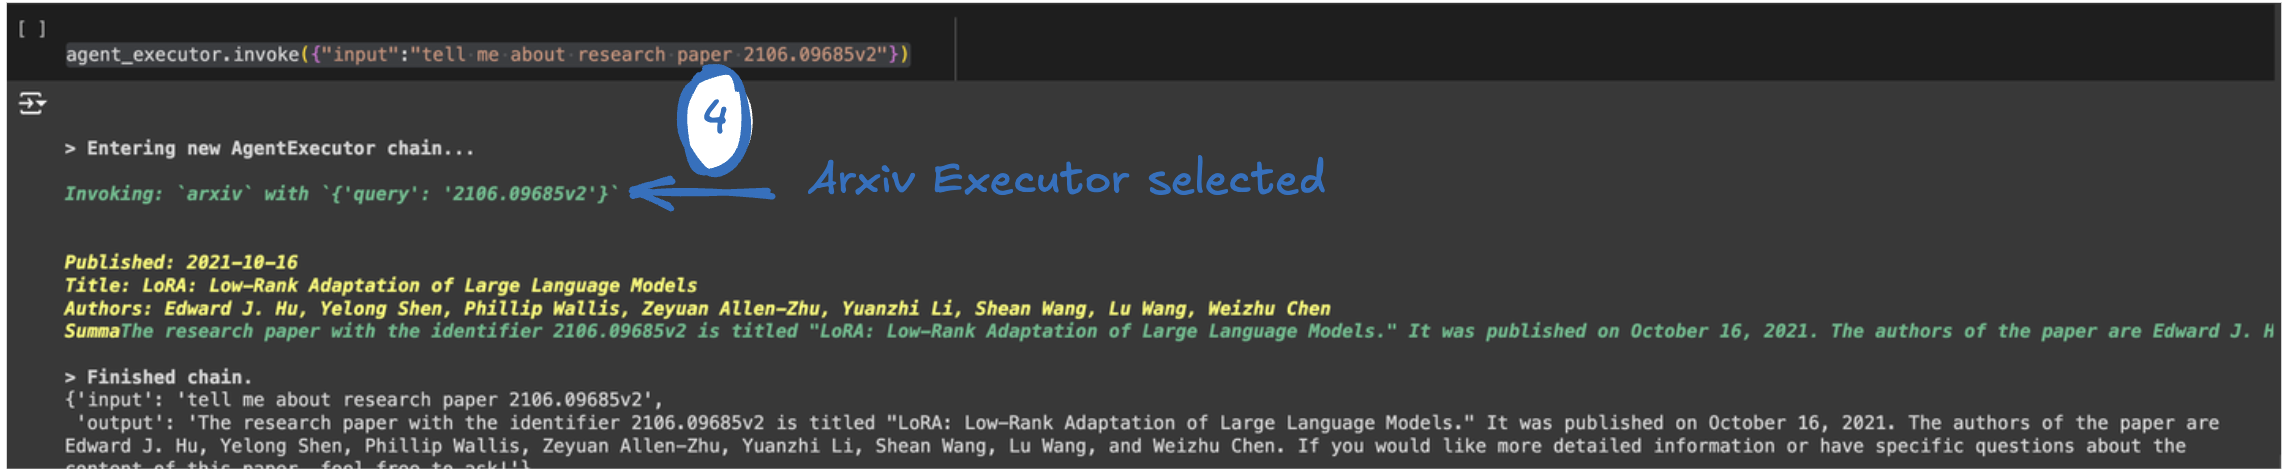 [ ]
agent_executor.invoke({"input":"tell me about research paper 2106.09685v2"})
4
> Entering new AgentExecutor chain...
Arxiv Executor selected
Invoking: `arxiv` with `{'query': '2106.09685v2'}`
Published: 2021-10-16
Title: LoRA: Low-Rank Adaptation of Large Language Models
Authors: Edward J. Hu, Yelong Shen, Phillip Wallis, Zeyuan Allen-Zhu, Yuanzhi Li, Shean Wang, Lu Wang, Weizhu Chen
SummaThe research paper with the identifier 2106.09685v2 is titled "LoRA: Low-Rank Adaptation of Large Language Models." It was published on October 16, 2021. The authors of the paper are Edward J. H
> Finished chain.
{'input': 'tell me about research paper 2106.09685v2',
'output': 'The research paper with the identifier 2106.09685v2 is titled "LoRA: Low-Rank Adaptation of Large Language Models." It was published on October 16, 2021. The authors of the paper are
Edward J. Hu, Yelong Shen, Phillip Wallis, Zeyuan Allen-Zhu, Yuanzhi Li, Shean Wang, Lu Wang, and Weizhu Chen. If you would like more detailed information or have specific questions about the
content of this paper, feel free to ask!'}